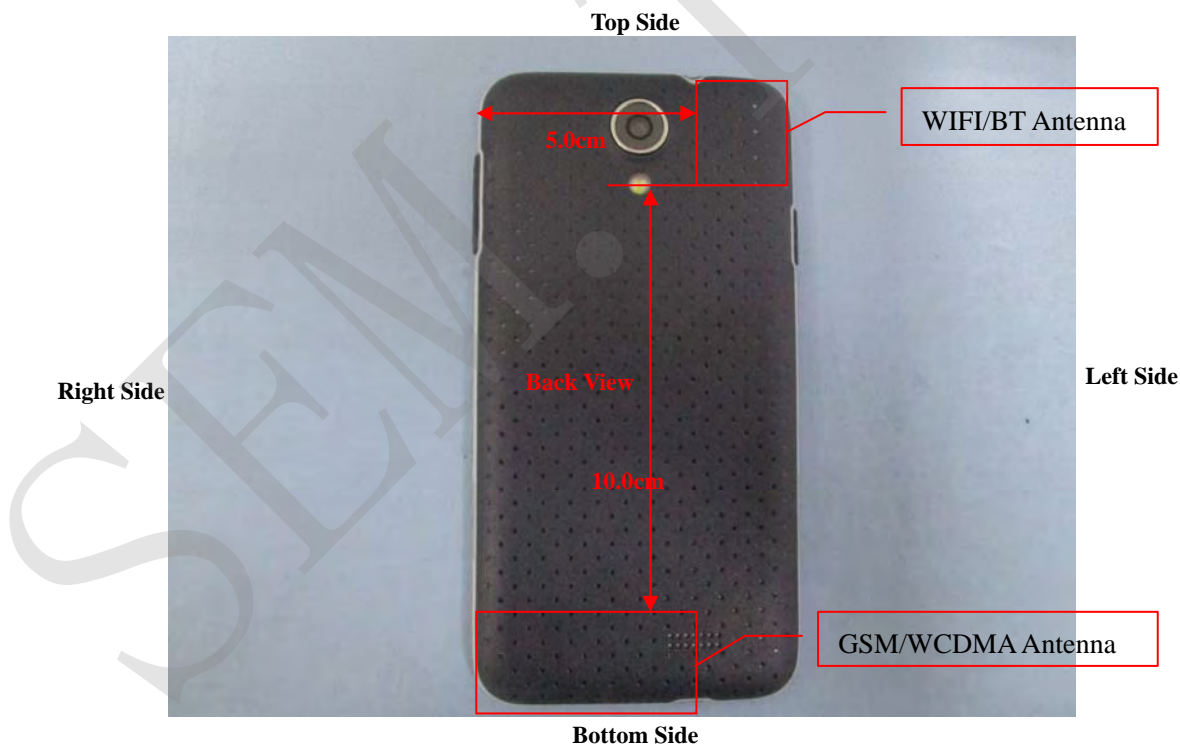 Top Side
WIFI/BT Antenna
5.0cm
Back View
Right Side
Left Side
10.0cm
GSM/WCDMA Antenna
Bottom Side
SEM.T